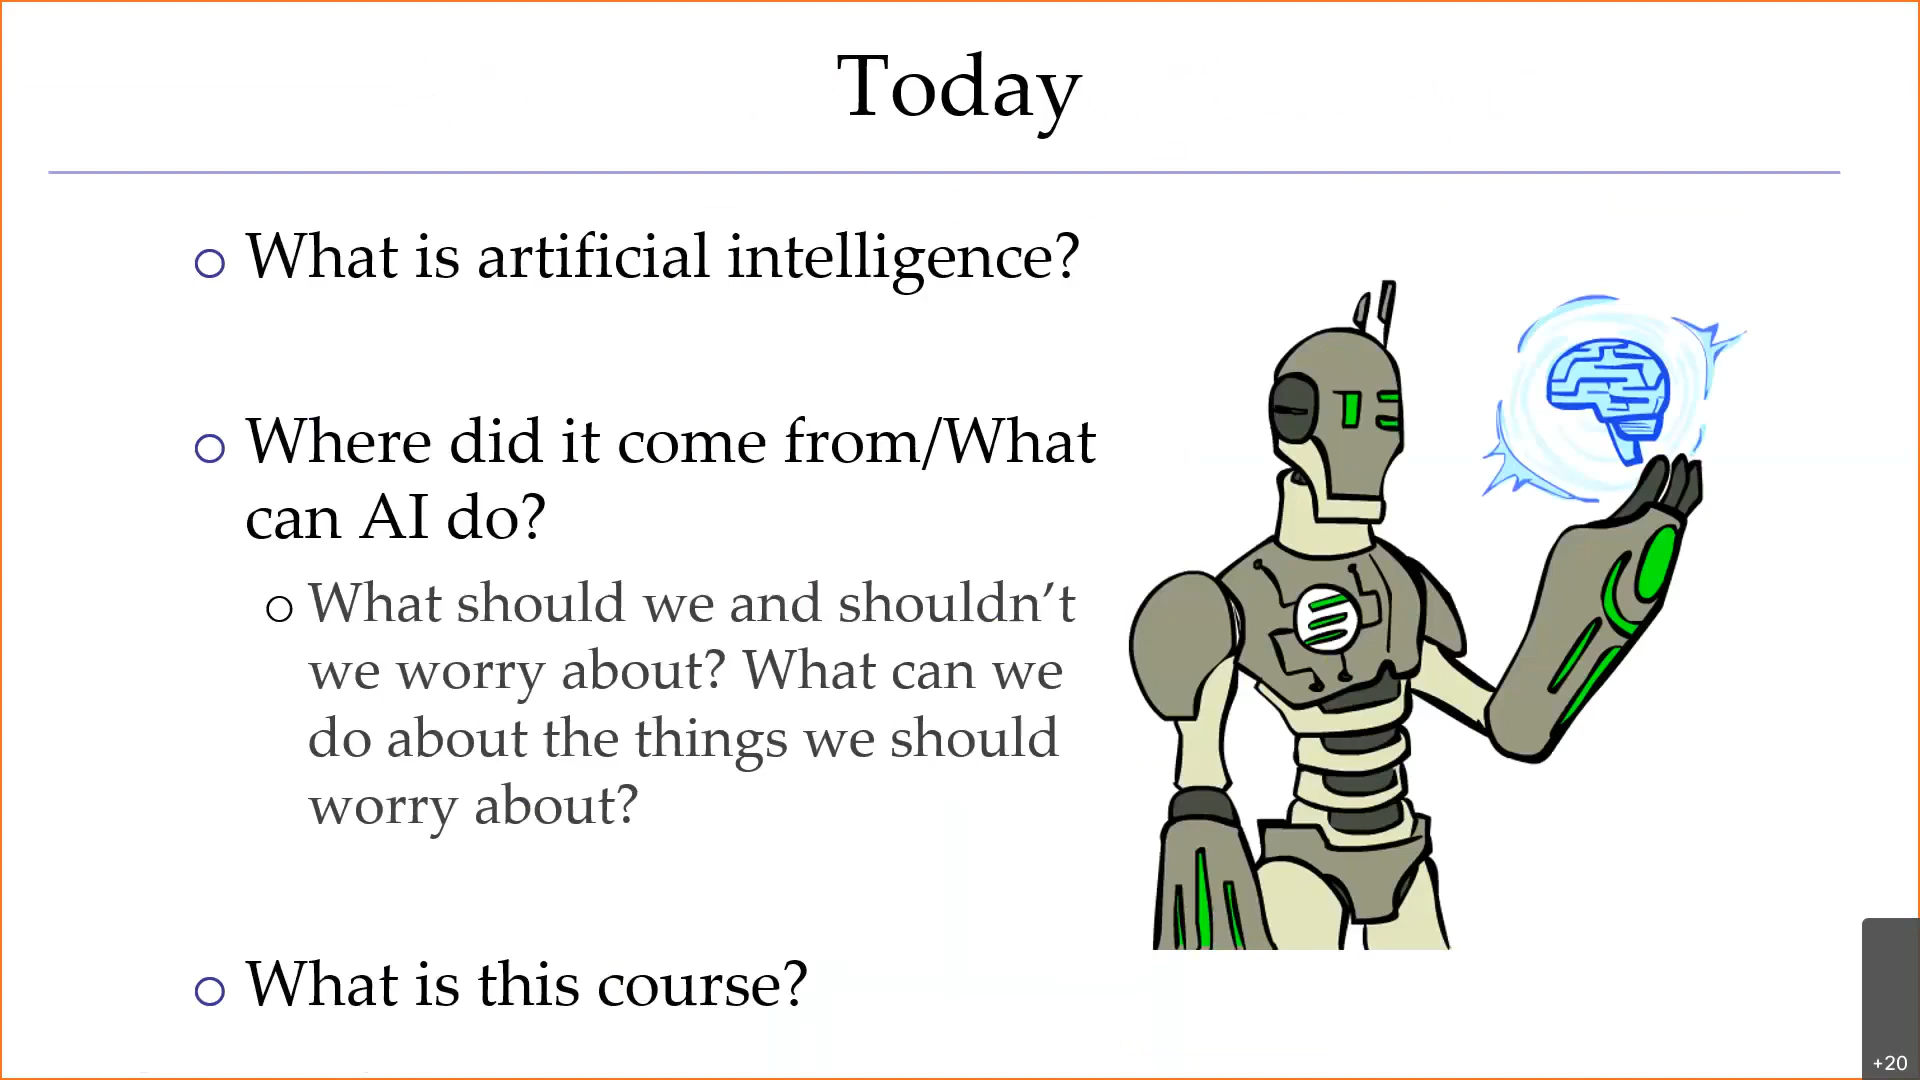 Today
What is artificial intelligence?
Where did it come from/What
can AI do?
What should we and shouldn’t
we worry about? What can we
do about the things we should
worry about?
What is this course?
+20